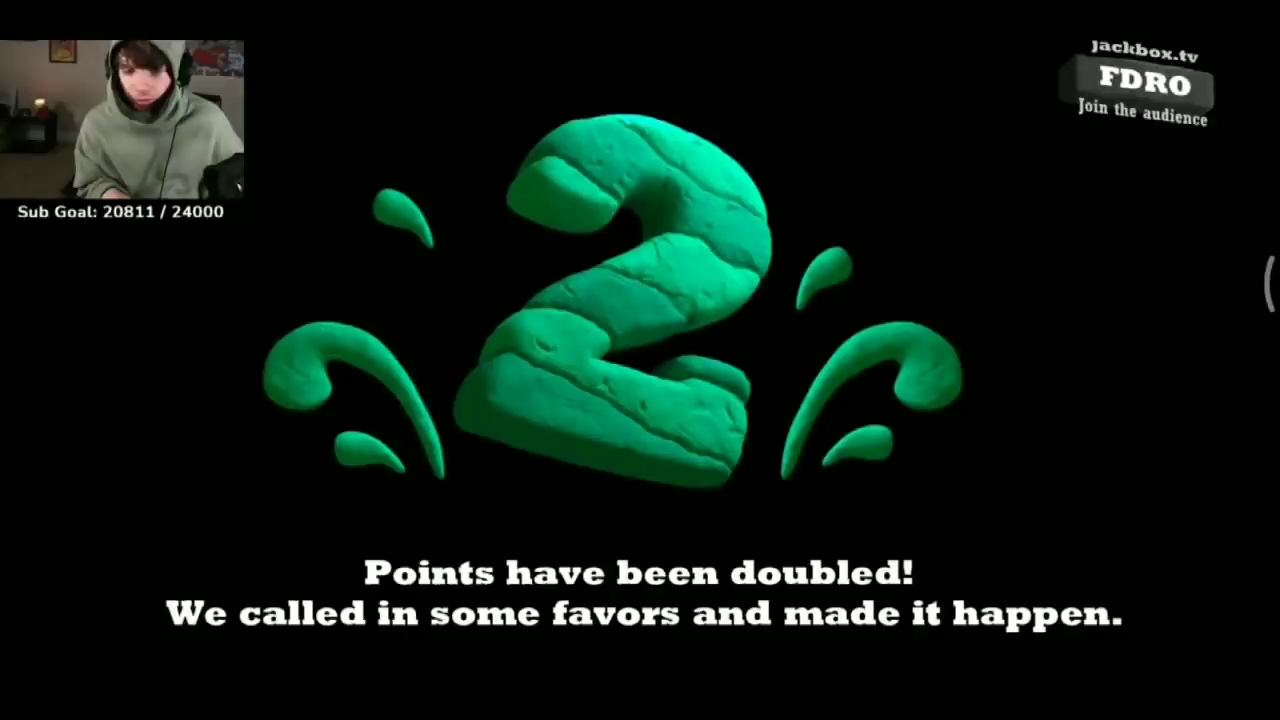 jackbox.tv
FDRO
Join the audience
Sub Goal: 20811 / 24000
2
Points have been doubled!
We called in some favors and made it happen.